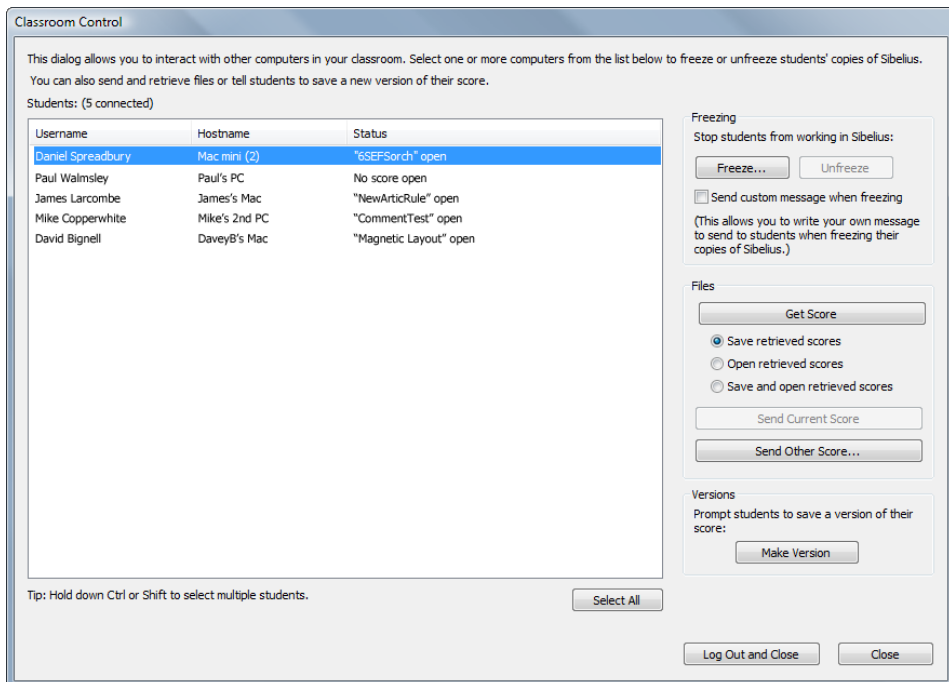 Classroom Control
This dialog allows you to interact with other computers in your classroom. Select one or more computers from the list below to freeze or unfreeze students' copies of Sibelius.
You can also send and retrieve files or tell students to save a new version of their score.
Students: (5 connected)
Username Hostname Status
Daniel Spreadbury Mac mini (2) "6SEFSorch" open
Paul Walmsley Paul's PC No score open
James Larcombe James's Mac "NewArticRule" open
Mike Copperwhite Mike's 2nd PC "CommentTest" open
David Bignell DaveyB's Mac "Magnetic Layout" open
Tip: Hold down Ctrl or Shift to select multiple students.
Select All
Freezing
Stop students from working in Sibelius:
Freeze... Unfreeze
Send custom message when freezing
(This allows you to write your own message
to send to students when freezing their
copies of Sibelius.)
Files
Get Score
Save retrieved scores
Open retrieved scores
Save and open retrieved scores
Send Current Score
Send Other Score...
Versions
Prompt students to save a version of their
score:
Make Version
Log Out and Close Close